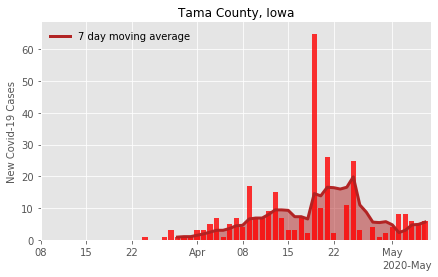 Tama County, Iowa
7 day moving average
New Covid-19 Cases
60
50
40
30
20
10
0
08 15 22 Apr 08 15 22 May
2020-May